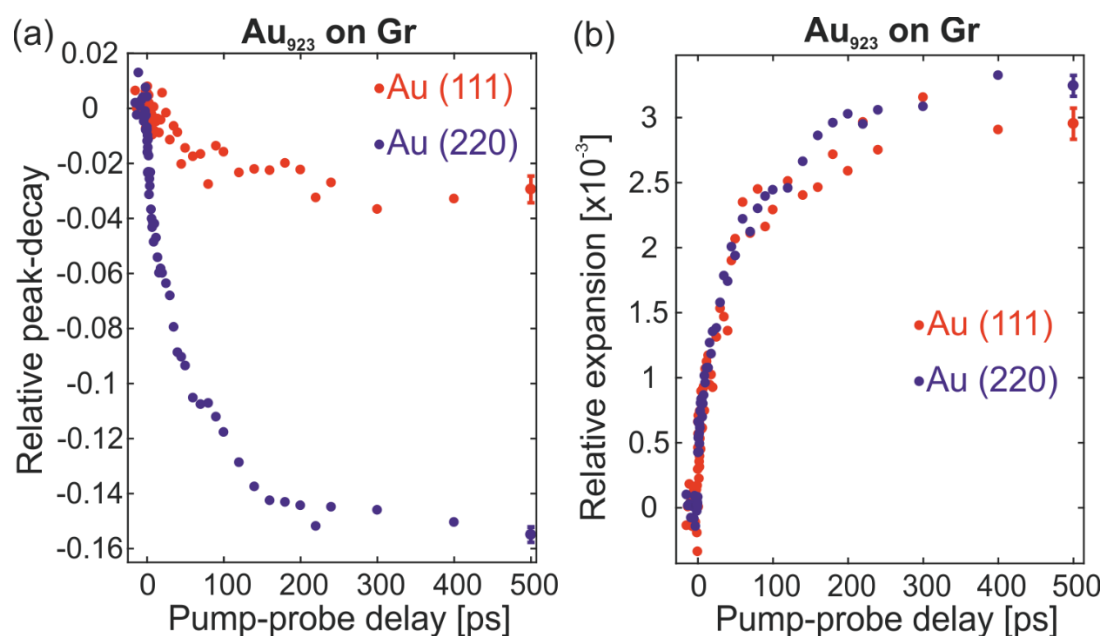 (a)
Au923 on Gr
0.02
0
-0.02
-0.04
-0.06
-0.08
-0.1
-0.12
-0.14
-0.16
Relative peak-decay
Au (111)
Au (220)
0 100 200 300 400 500
Pump-probe delay [ps]
(b)
Au923 on Gr
3
2.5
2
1.5
1
0.5
0
Relative expansion [x10-3]
Au (111)
Au (220)
0 100 200 300 400 500
Pump-probe delay [ps]